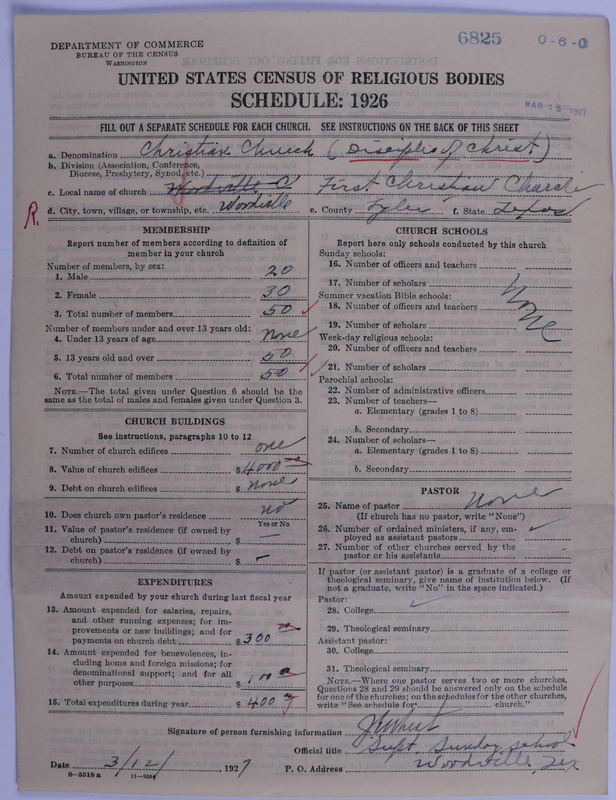 DEPARTMENT OF COMMERCE
BUREAU OF THE CENSUS
WASHINGTON
6825 0-6-0
UNITED STATES CENSUS OF RELIGIOUS BODIES
SCHEDULE: 1926
MAR 15 1927
FILL OUT A SEPARATE SCHEDULE FOR EACH CHURCH. SEE INSTRUCTIONS ON THE BACK OF THIS SHEET
a. Denomination Christian Church (Disciples of Christ)
b. Division (Association, Conference,
Diocese, Presbytery, Synod, etc.)
c. Local name of church Woodville C First Christian Church
R. d. City, town, village, or township, etc. Woodville e. County Tyler f. State Texas
MEMBERSHIP
Report number of members according to definition of
member in your church
Number of members, by sex:
1. Male 20
2. Female 30
3. Total number of members 50
Number of members under and over 13 years old:
4. Under 13 years of age none
5. 13 years old and over 50
6. Total number of members 50
NOTE.—The total given under Question 6 should be the
same as the total of males and females given under Question 3.
CHURCH BUILDINGS
See instructions, paragraphs 10 to 12
7. Number of church edifices one
8. Value of church edifices $4000
9. Debt on church edifices $ none
10. Does church own pastor's residence no
Yes or No
11. Value of pastor's residence (if owned by
church) $ —
12. Debt on pastor's residence (if owned by
church) $ —
EXPENDITURES
Amount expended by your church during last fiscal year
13. Amount expended for salaries, repairs,
and other running expenses; for im-
provements or new buildings; and for
payments on church debt $300
14. Amount expended for benevolences, in-
cluding home and foreign missions; for
denominational support; and for all
other purposes $100
15. Total expenditures during year $400
CHURCH SCHOOLS
Report here only schools conducted by this church
Sunday schools:
16. Number of officers and teachers
17. Number of scholars
Summer vacation Bible schools:
18. Number of officers and teachers
None
19. Number of scholars
Week-day religious schools:
20. Number of officers and teachers
21. Number of scholars
Parochial schools:
22. Number of administrative officers
23. Number of teachers—
a. Elementary (grades 1 to 8)
b. Secondary
24. Number of scholars—
a. Elementary (grades 1 to 8)
b. Secondary
PASTOR
25. Name of pastor None
(If church has no pastor, write "None")
26. Number of ordained ministers, if any, em-
ployed as assistant pastors
27. Number of other churches served by the
pastor or his assistants
If pastor (or assistant pastor) is a graduate of a college or
theological seminary, give name of institution below. (If
not a graduate, write "No" in the space indicated.)
Pastor:
28. College
29. Theological seminary
Assistant pastor:
30. College
31. Theological seminary
NOTE.—Where one pastor serves two or more churches,
Questions 28 and 29 should be answered only on the schedule
for one of the churches; on the schedules for the other churches,
write "See schedule for church."
Signature of person furnishing information
Official title Supt. Sunday School
Date 3/12/ 1927 P. O. Address Woodville, Tex
8—5518 a 11—9064